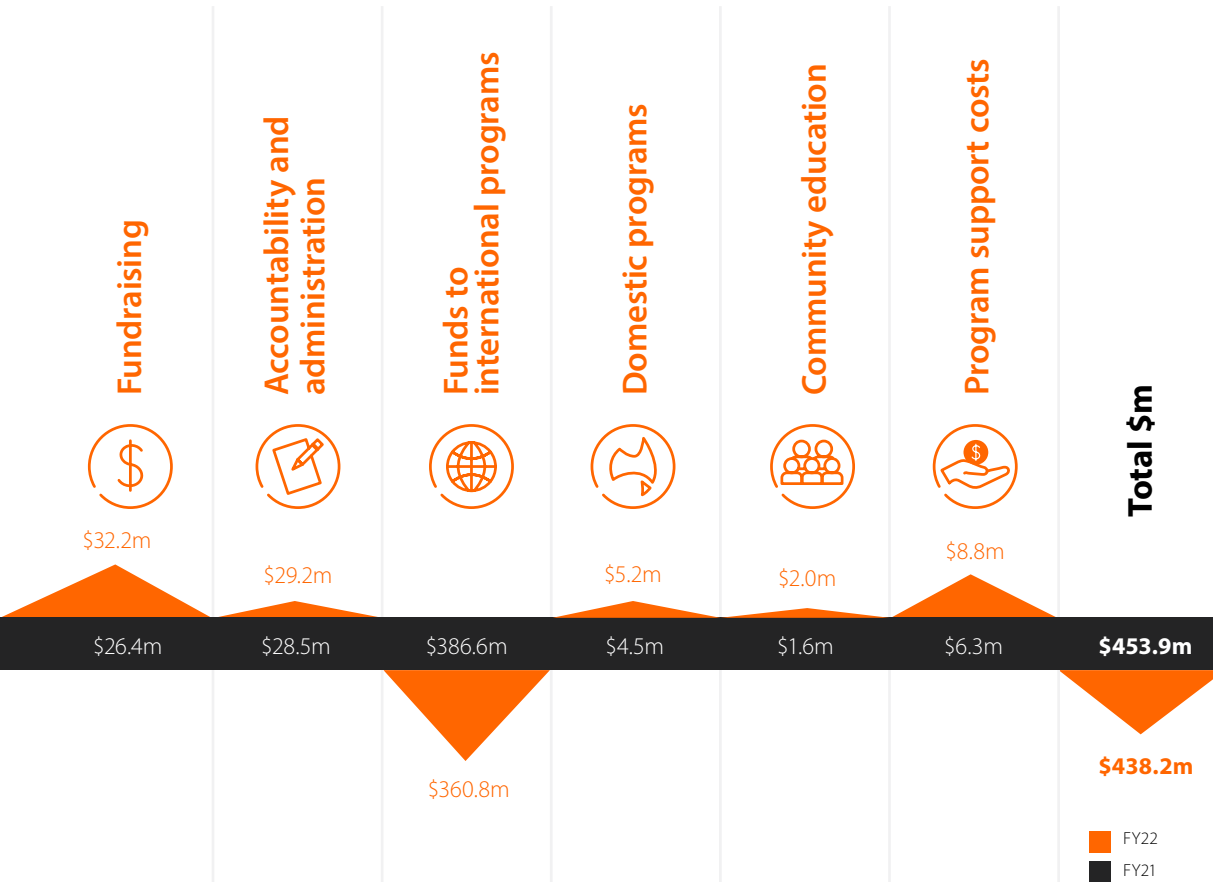 Fundraising
Accountability and
administration
Funds to
international programs
Domestic programs
Community education
Program support costs
Total $m
$
$
$32.2m
$29.2m
$5.2m
$2.0m
$8.8m
$26.4m
$28.5m
$386.6m
$4.5m
$1.6m
$6.3m
$453.9m
$360.8m
$438.2m
FY22
FY21